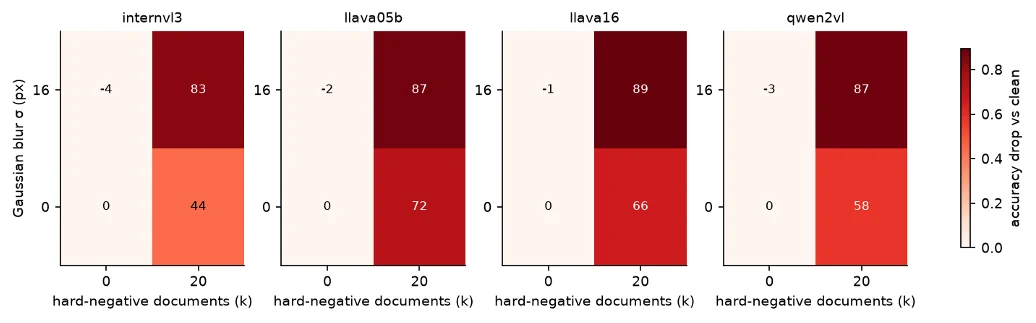 internvl3 llava05b llava16 qwen2vl
Gaussian blur σ (px)
16 -4 83 16 -2 87 16 -1 89 16 -3 87
0 0 44 0 0 72 0 0 66 0 0 58
0 20 0 20 0 20 0 20
hard-negative documents (k) hard-negative documents (k) hard-negative documents (k) hard-negative documents (k)
0.8
0.6
0.4
0.2
0.0
accuracy drop vs clean